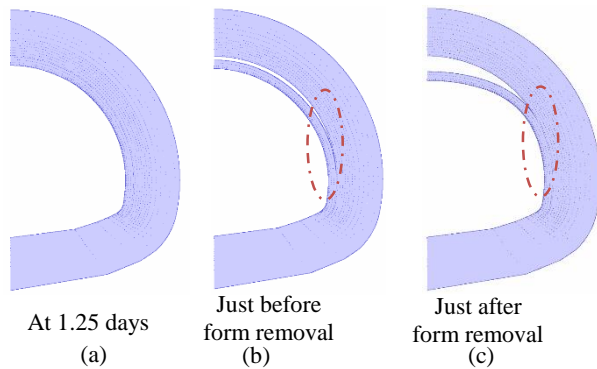 At 1.25 days
(a)
Just before
form removal
(b)
Just after
form removal
(c)